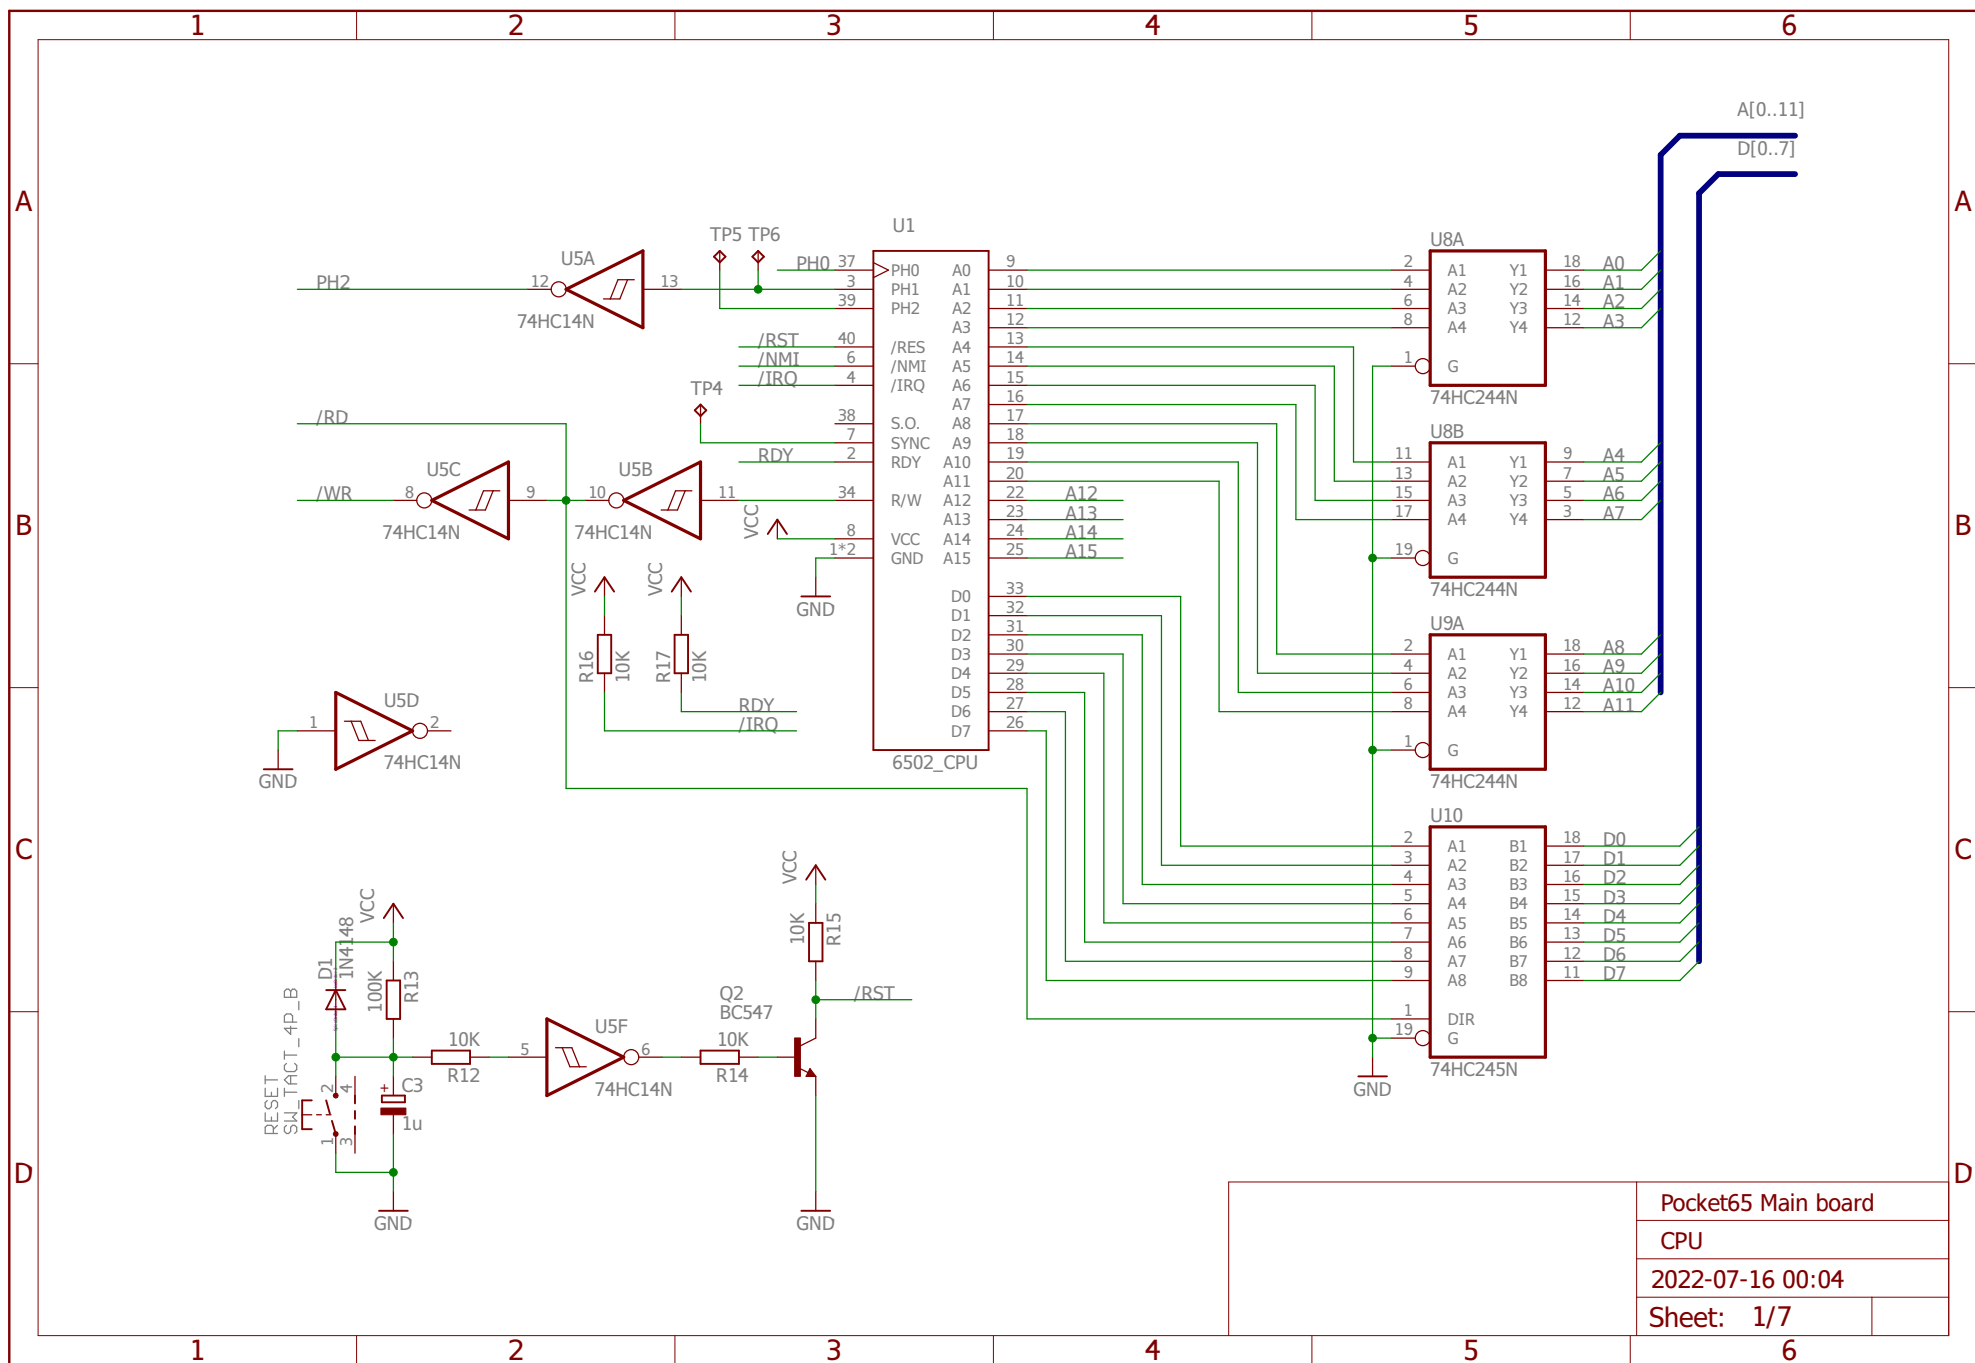 1 2 3 4 5 6
A A
B B
C C
D D
A[0..11]
D[0..7]
U1
PH0 37 PH0
3 PH1
39 PH2
/RST 40 /RES
/NMI 6 /NMI
/IRQ 4 /IRQ
38 S.O.
7 SYNC
RDY 2 RDY
34 R/W
8 VCC
1*2 GND
A0 9
A1 10
A2 11
A3 12
A4 13
A5 14
A6 15
A7 16
A8 17
A9 18
A10 19
A11 20
A12 22 A12
A13 23 A13
A14 24 A14
A15 25 A15
D0 33
D1 32
D2 31
D3 30
D4 29
D5 28
D6 27
D7 26
6502_CPU
TP5 TP6
TP4
PH2
U5A
12 13
74HC14N
/RD
/WR
U5C
8 9
74HC14N
U5B
10 11
74HC14N
VCC
GND
VCC
R16
10K
VCC
R17
10K
RDY
/IRQ
U5D
1 2
74HC14N
GND
U8A
2 A1 Y1 18 A0
4 A2 Y2 16 A1
6 A3 Y3 14 A2
8 A4 Y4 12 A3
1 G
74HC244N
U8B
11 A1 Y1 9 A4
13 A2 Y2 7 A5
15 A3 Y3 5 A6
17 A4 Y4 3 A7
19 G
74HC244N
U9A
2 A1 Y1 18 A8
4 A2 Y2 16 A9
6 A3 Y3 14 A10
8 A4 Y4 12 A11
1 G
74HC244N
U10
2 A1 B1 18 D0
3 A2 B2 17 D1
4 A3 B3 16 D2
5 A4 B4 15 D3
6 A5 B5 14 D4
7 A6 B6 13 D5
8 A7 B7 12 D6
9 A8 B8 11 D7
1 DIR
19 G
74HC245N
GND
VCC
D1
1N4148
100K
R13
10K
R12
5 6
U5F
74HC14N
10K
R14
Q2
BC547
VCC
10K
R15
/RST
GND
RESET
SW_TACT_4P_B
2 4
1 3
+ C3
1u
GND
Pocket65 Main board
CPU
2022-07-16 00:04
Sheet: 1/7
1 2 3 4 5 6